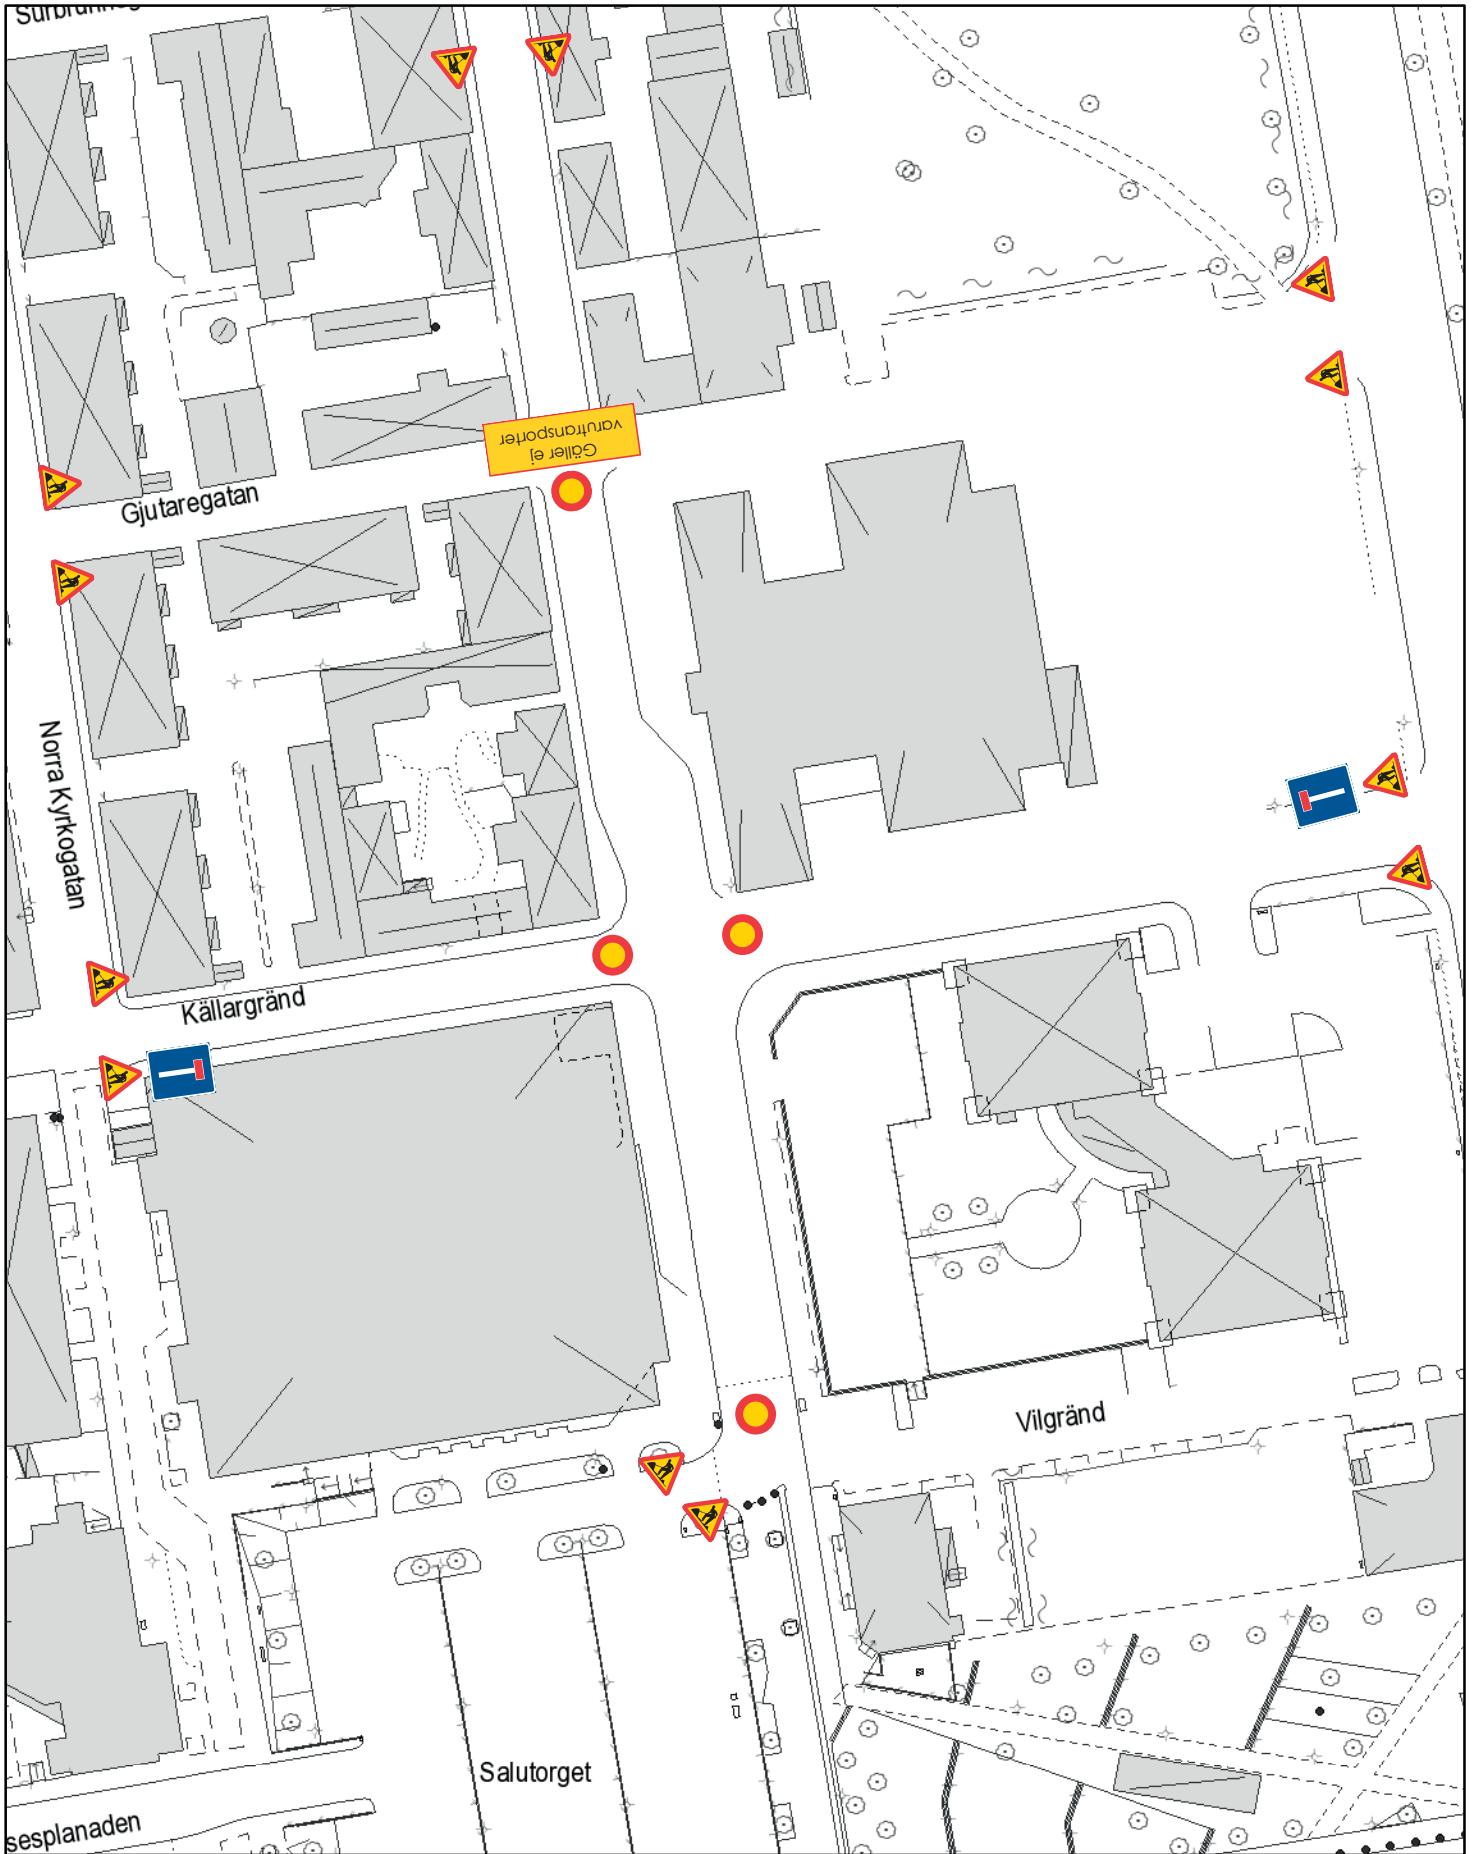 Gäller ej
varutransporter
Gjutaregatan
Norra Kyrkogatan
Källargränd
Vilgränd
Salutorget
sesplanaden